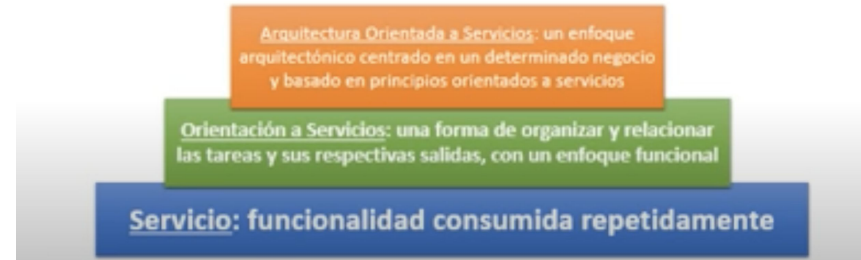 Arquitectura Orientada a Servicios: un enfoque
arquitectónico centrado en un determinado negocio
y basado en principios orientados a servicios
Orientación a Servicios: una forma de organizar y relacionar
las tareas y sus respectivas salidas, con un enfoque funcional
Servicio: funcionalidad consumida repetidamente